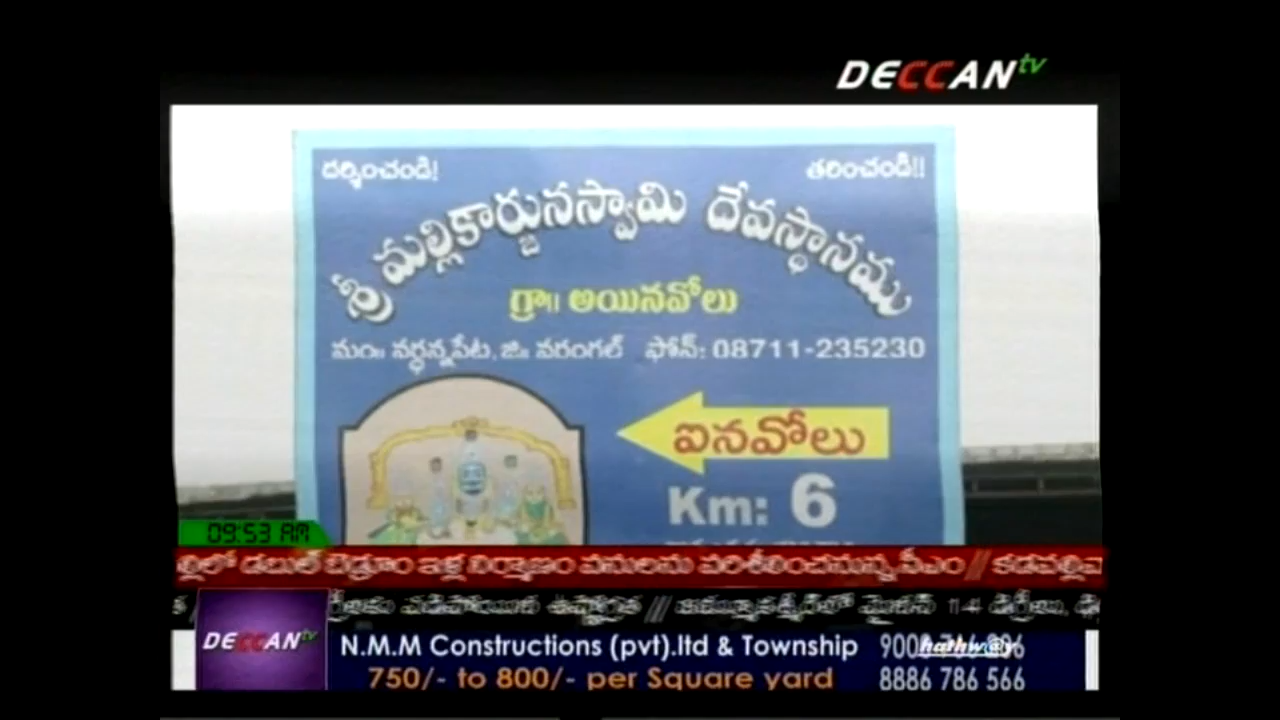 DECCAN tv
దర్శించండి! తరించండి!!
శ్రీ మల్లికార్జునస్వామి దేవస్థానము
గ్రా॥ అయినవోలు
మం॥ వర్ధన్నపేట, జి॥ వరంగల్ ఫోన్: 08711-235230
ఐనవోలు
Km: 6
09:53 AM
ల్లిలో డబుల్ బెడ్రూం ఇళ్ల నిర్మాణం పనులను పరిశీలించనున్న సీఎం //
DECCAN tv
N.M.M Constructions (pvt).ltd & Township
hathway
750/- to 800/- per Square yard 8886 786 566